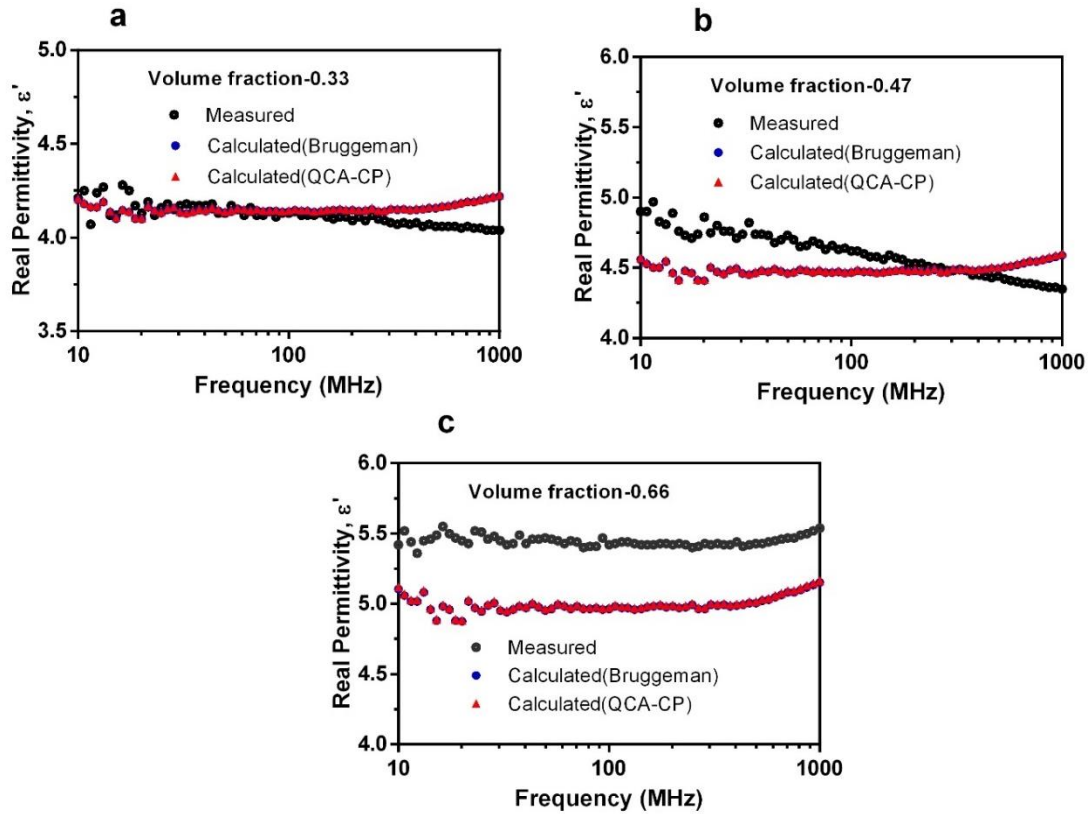 a
Real Permittivity, ε'
5.0
4.5
4.0
3.5
Volume fraction-0.33
Measured
Calculated(Bruggeman)
Calculated(QCA-CP)
10
100
1000
Frequency (MHz)
b
Real Permittivity, ε'
6.0
5.5
5.0
4.5
4.0
Volume fraction-0.47
Measured
Calculated(Bruggeman)
Calculated(QCA-CP)
10
100
1000
Frequency (MHz)
c
Real Permittivity, ε'
6.0
5.5
5.0
4.5
4.0
Volume fraction-0.66
Measured
Calculated(Bruggeman)
Calculated(QCA-CP)
10
100
1000
Frequency (MHz)